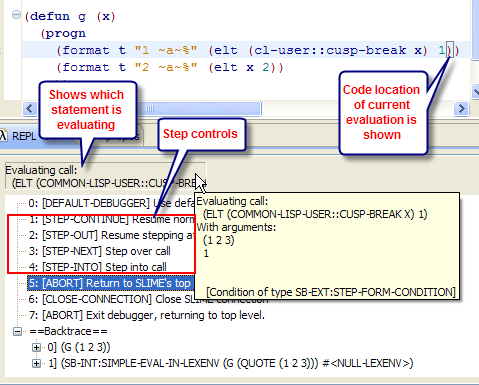 (defun g (x)
(progn
(format t "1 ~a~%" (elt (cl-user::cusp-break x) 1))
(format t "2 ~a~%" (elt x 2))
Shows which
statement is
evaluating
Step controls
Code location
of current
evaluation is
shown
REPL
Evaluating call:
(ELT (COMMON-LISP-USER::CUSP-BRE
0: [DEFAULT-DEBUGGER] Use defa
1: [STEP-CONTINUE] Resume norm
2: [STEP-OUT] Resume stepping af
3: [STEP-NEXT] Step over call
4: [STEP-INTO] Step into call
5: [ABORT] Return to SLIME's top
6: [CLOSE-CONNECTION] Close SLIME connection
7: [ABORT] Exit debugger, returning to top level.
==Backtrace==
0] (G (1 2 3))
1] (SB-INT:SIMPLE-EVAL-IN-LEXENV (G (QUOTE (1 2 3))) #<NULL-LEXENV>)
Evaluating call:
(ELT (COMMON-LISP-USER::CUSP-BREAK X) 1)
With arguments:
(1 2 3)
1
[Condition of type SB-EXT:STEP-FORM-CONDITION]